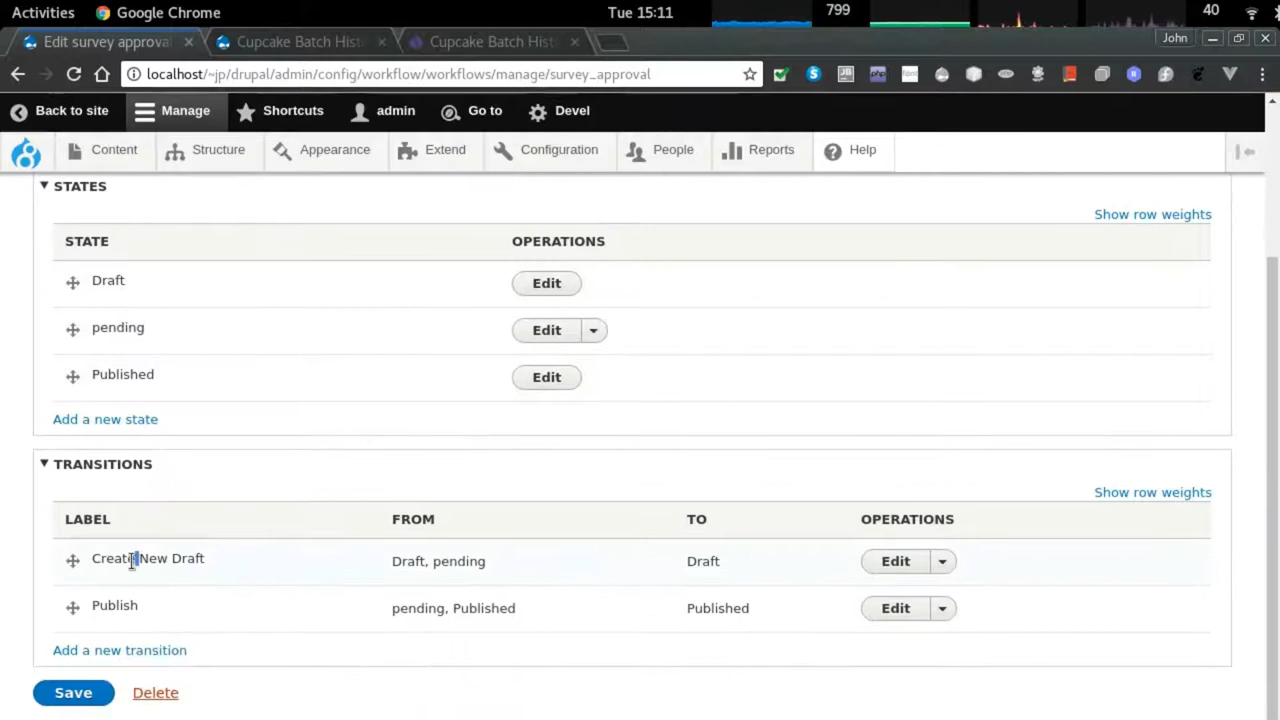 Activities Google Chrome Tue 15:11 799 40
Edit survey approval Cupcake Batch Hist Cupcake Batch Hist John
localhost/~jp/drupal/admin/config/workflow/workflows/manage/survey_approval
Back to site Manage Shortcuts admin Go to Devel
Content Structure Appearance Extend Configuration People Reports Help
STATES
Show row weights
STATE OPERATIONS
Draft Edit
pending Edit
Published Edit
Add a new state
TRANSITIONS
Show row weights
LABEL FROM TO OPERATIONS
Create New Draft Draft, pending Draft Edit
Publish pending, Published Published Edit
Add a new transition
Save Delete